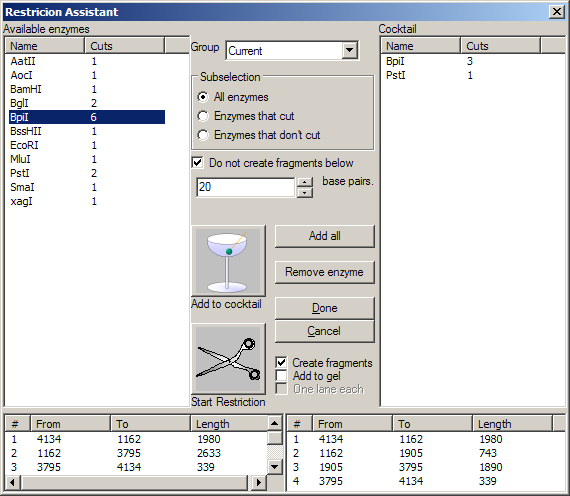 Restricion Assistant
Available enzymes
Name Cuts
AatII 1
AocI 1
BamHI 1
BglI 2
BpiI 6
BssHII 1
EcoRI 1
MluI 1
PstI 2
SmaI 1
xagI 1
Group Current
Subselection
All enzymes
Enzymes that cut
Enzymes that don't cut
Do not create fragments below
20 base pairs.
Add to cocktail
Start Restriction
Add all
Remove enzyme
Done
Cancel
Create fragments
Add to gel
One lane each
Cocktail
Name Cuts
BpiI 3
PstI 1
# From To Length
1 4134 1162 1980
2 1162 3795 2633
3 3795 4134 339
# From To Length
1 4134 1162 1980
2 1162 1905 743
3 1905 3795 1890
4 3795 4134 339